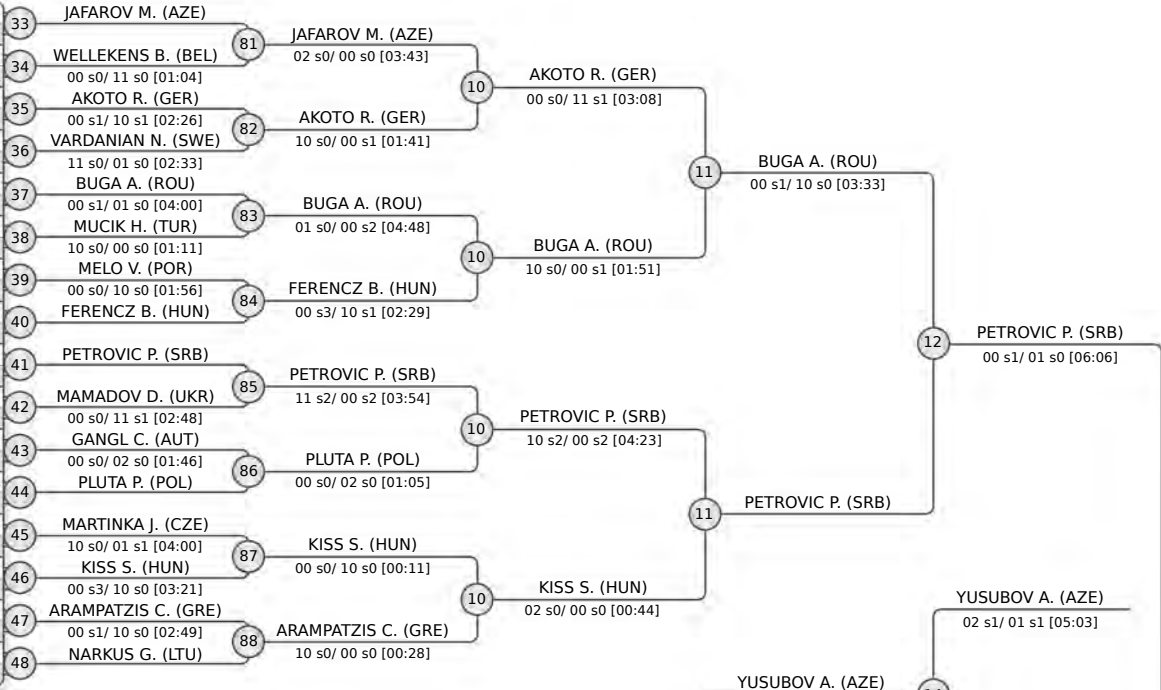 33
JAFAROV M. (AZE)
34
WELLEKENS B. (BEL)
00 s0/ 11 s0 [01:04]
35
AKOTO R. (GER)
00 s1/ 10 s1 [02:26]
36
VARDANIAN N. (SWE)
11 s0/ 01 s0 [02:33]
37
BUGA A. (ROU)
00 s1/ 01 s0 [04:00]
38
MUCIK H. (TUR)
10 s0/ 00 s0 [01:11]
39
MELO V. (POR)
00 s0/ 10 s0 [01:56]
40
FERENCZ B. (HUN)
41
PETROVIC P. (SRB)
42
MAMADOV D. (UKR)
00 s0/ 11 s1 [02:48]
43
GANGL C. (AUT)
00 s0/ 02 s0 [01:46]
44
PLUTA P. (POL)
45
MARTINKA J. (CZE)
10 s0/ 01 s1 [04:00]
46
KISS S. (HUN)
00 s3/ 10 s0 [03:21]
47
ARAMPATZIS C. (GRE)
00 s1/ 10 s0 [02:49]
48
NARKUS G. (LTU)
81
JAFAROV M. (AZE)
02 s0/ 00 s0 [03:43]
82
AKOTO R. (GER)
10 s0/ 00 s1 [01:41]
83
BUGA A. (ROU)
01 s0/ 00 s2 [04:48]
84
FERENCZ B. (HUN)
00 s3/ 10 s1 [02:29]
85
PETROVIC P. (SRB)
11 s2/ 00 s2 [03:54]
86
PLUTA P. (POL)
00 s0/ 02 s0 [01:05]
87
KISS S. (HUN)
00 s0/ 10 s0 [00:11]
88
ARAMPATZIS C. (GRE)
10 s0/ 00 s0 [00:28]
10
AKOTO R. (GER)
00 s0/ 11 s1 [03:08]
10
BUGA A. (ROU)
10 s0/ 00 s1 [01:51]
10
PETROVIC P. (SRB)
10 s2/ 00 s2 [04:23]
10
KISS S. (HUN)
02 s0/ 00 s0 [00:44]
11
BUGA A. (ROU)
00 s1/ 10 s0 [03:33]
11
PETROVIC P. (SRB)
12
PETROVIC P. (SRB)
00 s1/ 01 s0 [06:06]
YUSUBOV A. (AZE)
02 s1/ 01 s1 [05:03]
YUSUBOV A. (AZE)